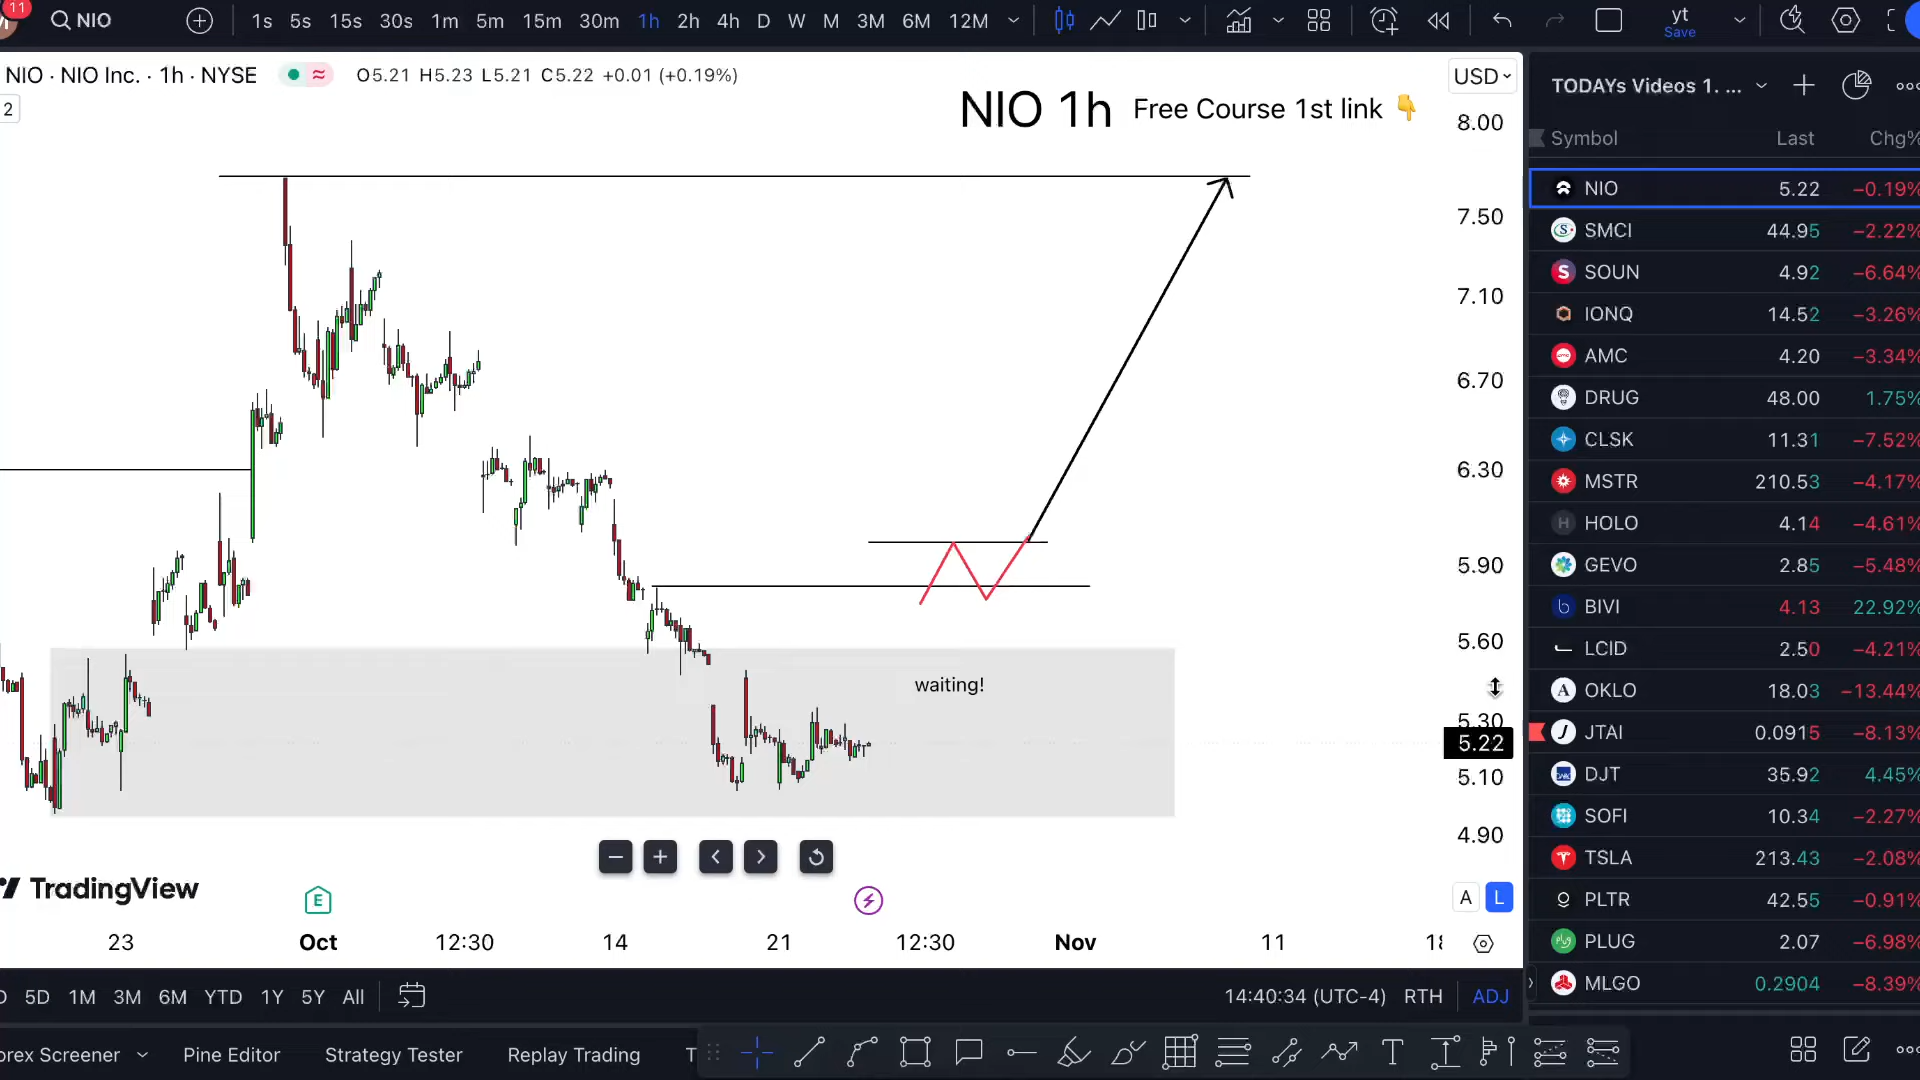 11
NIO
1s 5s 15s 30s 1m 5m 15m 30m 1h 2h 4h D W M 3M 6M 12M
yt
Save
NIO · NIO Inc. · 1h · NYSE
O5.21 H5.23 L5.21 C5.22 +0.01 (+0.19%)
2
NIO 1h Free Course 1st link
USD
8.00
7.50
7.10
6.70
6.30
5.90
5.60
5.30
5.22
5.10
4.90
waiting!
TradingView
E
A L
23 Oct 12:30 14 21 12:30 Nov 11 18
5D 1M 3M 6M YTD 1Y 5Y All
14:40:34 (UTC-4) RTH ADJ
orex Screener Pine Editor Strategy Tester Replay Trading T
TODAYs Videos 1. ...
Symbol Last Chg%
NIO 5.22 −0.19%
SMCI 44.95 −2.22%
SOUN 4.92 −6.64%
IONQ 14.52 −3.26%
AMC 4.20 −3.34%
DRUG 48.00 1.75%
CLSK 11.31 −7.52%
MSTR 210.53 −4.17%
HOLO 4.14 −4.61%
GEVO 2.85 −5.48%
BIVI 4.13 22.92%
LCID 2.50 −4.21%
OKLO 18.03 −13.44%
JTAI 0.0915 −8.13%
DJT 35.92 4.45%
SOFI 10.34 −2.27%
TSLA 213.43 −2.08%
PLTR 42.55 −0.91%
PLUG 2.07 −6.98%
MLGO 0.2904 −8.39%